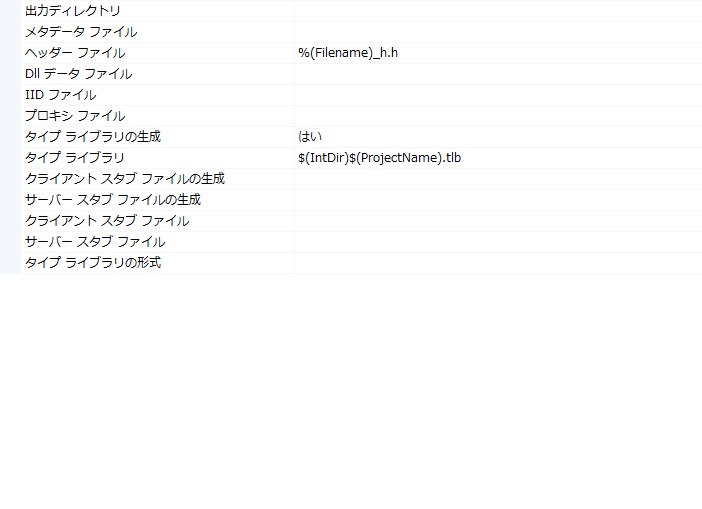 出力ディレクトリ
メタデータ ファイル
ヘッダー ファイル %(Filename)_h.h
Dll データ ファイル
IID ファイル
プロキシ ファイル
タイプ ライブラリの生成 はい
タイプ ライブラリ $(IntDir)$(ProjectName).tlb
クライアント スタブ ファイルの生成
サーバー スタブ ファイルの生成
クライアント スタブ ファイル
サーバー スタブ ファイル
タイプ ライブラリの形式